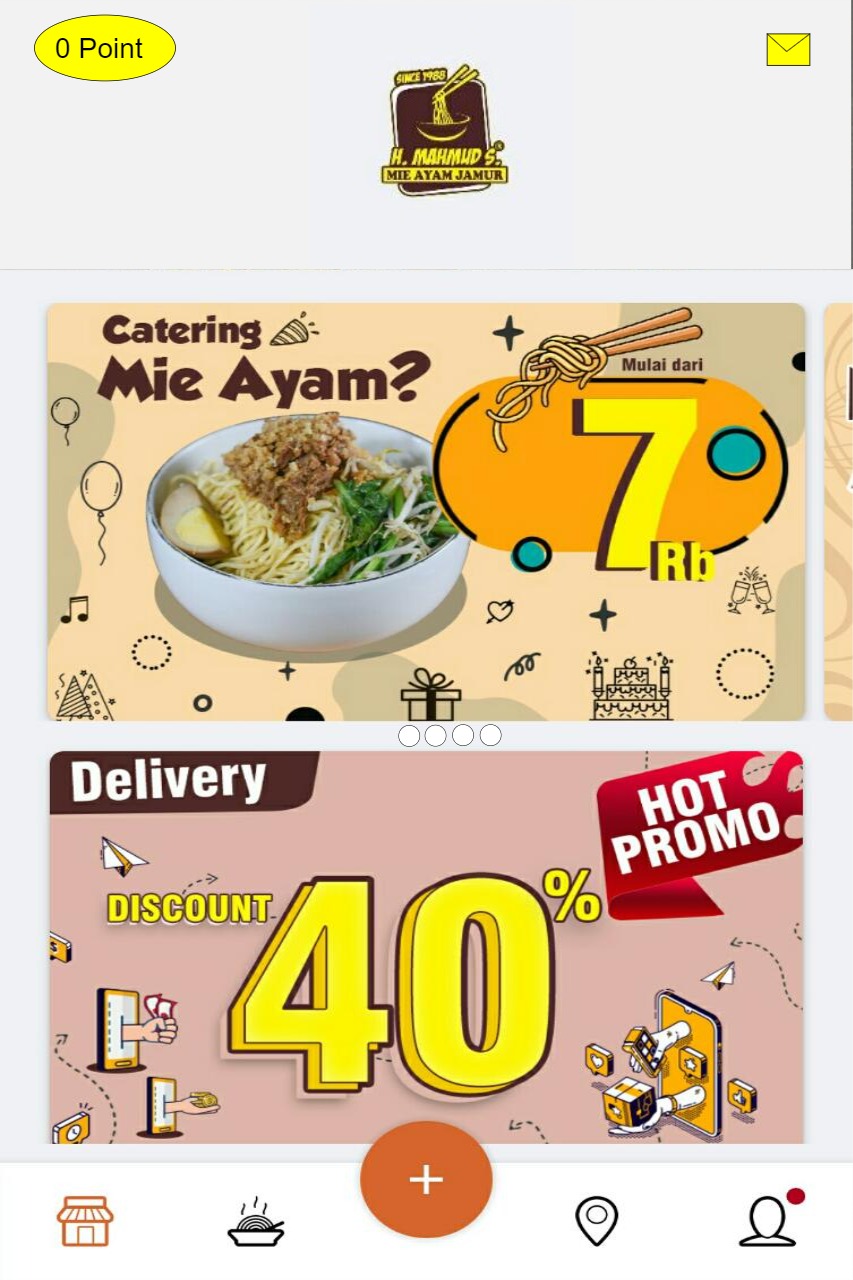 0 Point
SINCE 1988
H. MAHMUD S.®
MIE AYAM JAMUR
Catering
Mie Ayam?
Mulai dari
7
Rb
Delivery
HOT
PROMO
DISCOUNT
40%
+